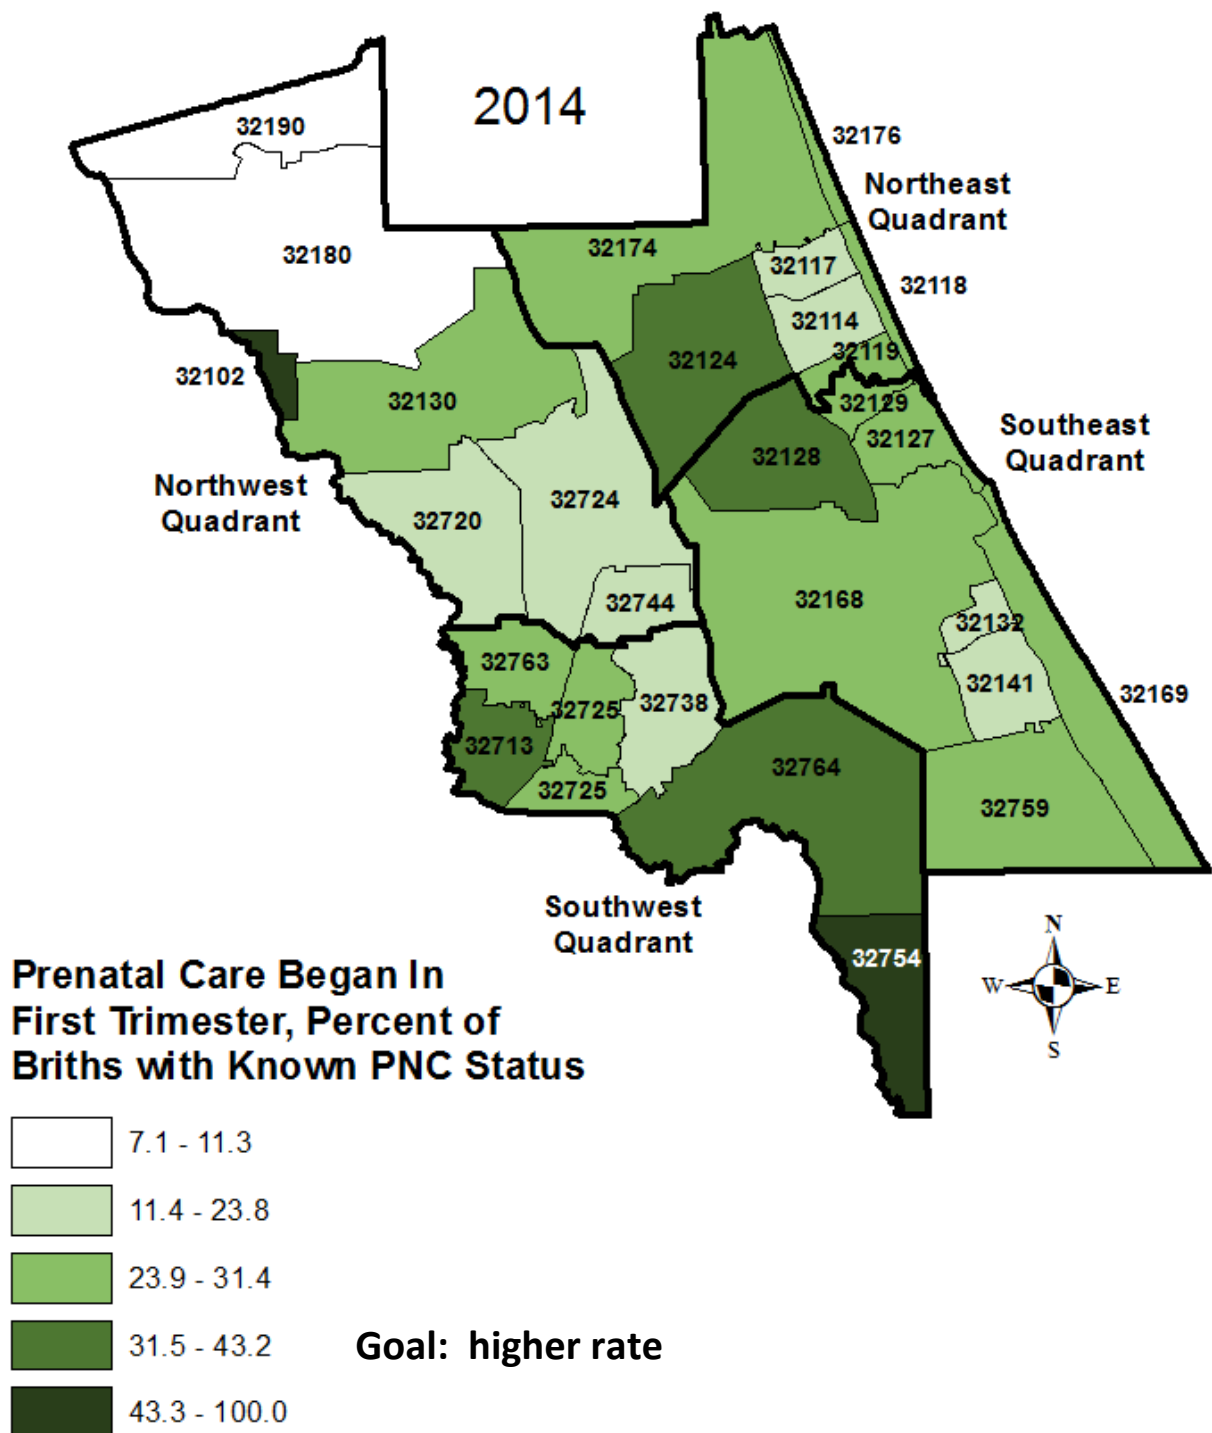 2014
32190
32176
Northeast
Quadrant
32180
32174
32117
32118
32114
32119
32124
32102
32130
32129
32127
Southeast
Quadrant
32128
Northwest
Quadrant
32724
32720
32744
32168
32132
32141
32763
32725
32738
32169
32713
32764
32725
32759
Southwest
Quadrant
32754
N
W
E
S
Prenatal Care Began In
First Trimester, Percent of
Briths with Known PNC Status
7.1 - 11.3
11.4 - 23.8
23.9 - 31.4
31.5 - 43.2
Goal: higher rate
43.3 - 100.0